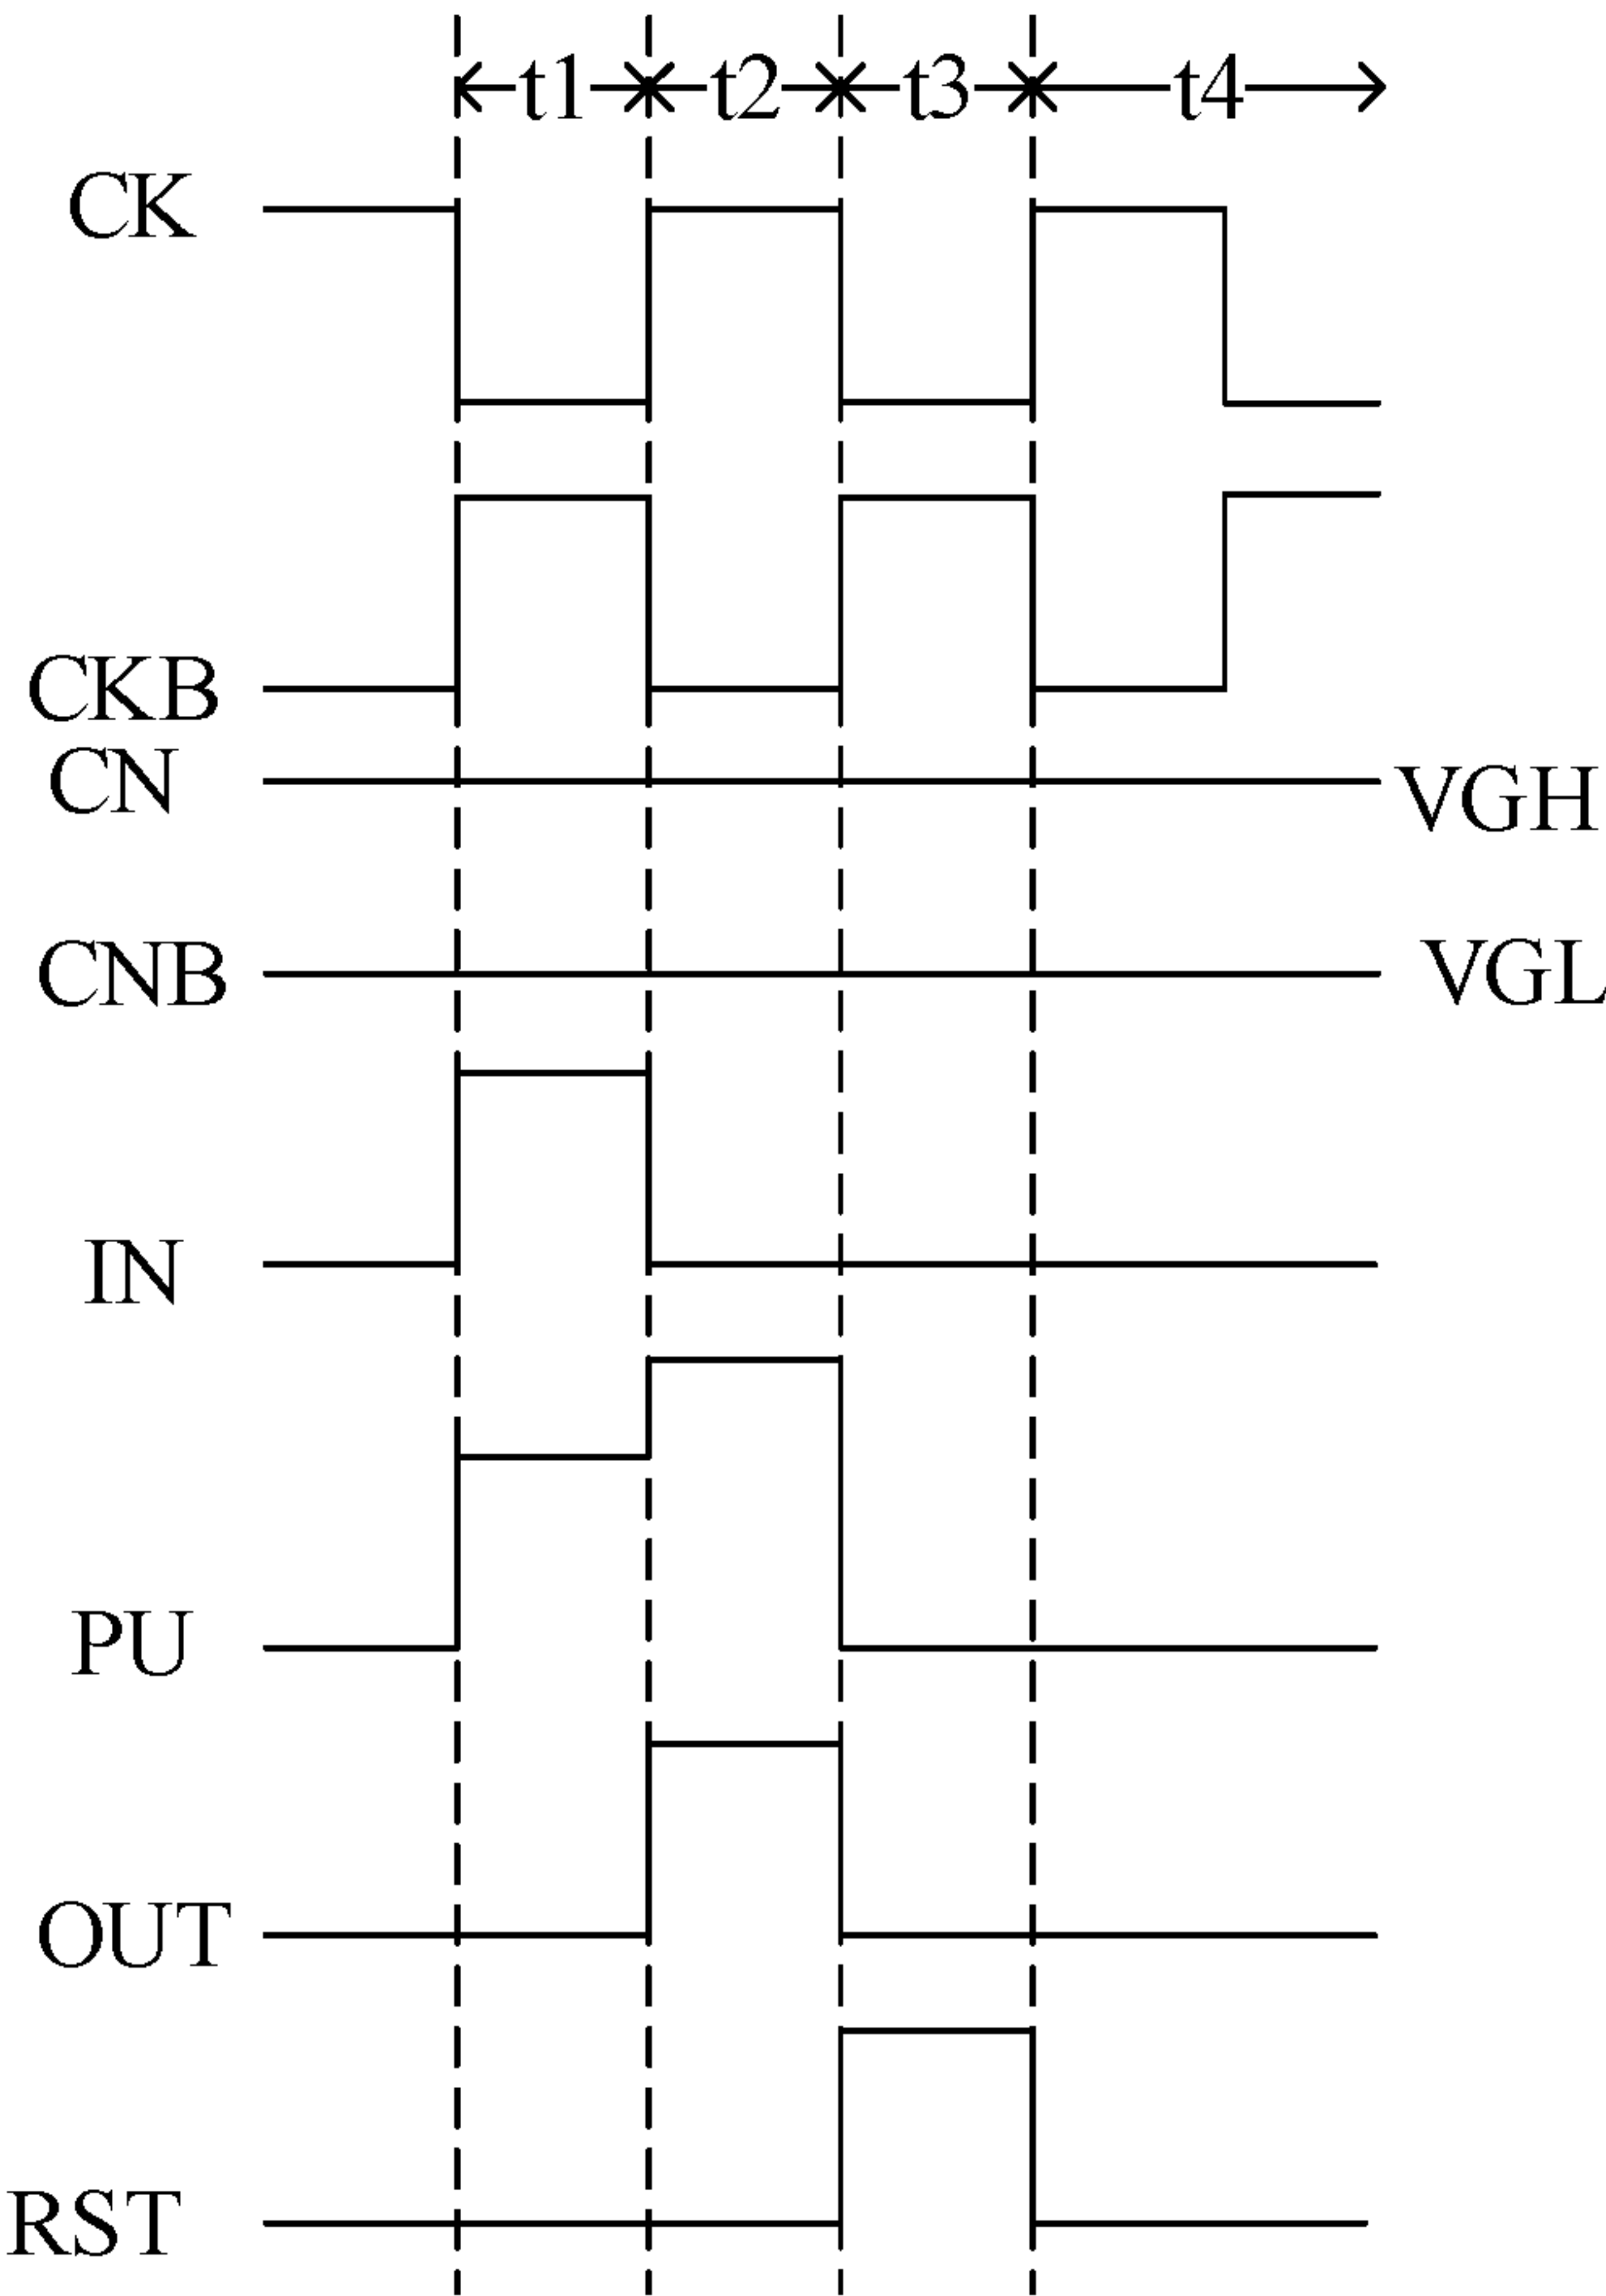 t1 t2 t3 t4
CK
CKB
CN VGH
CNB VGL
IN
PU
OUT
RST